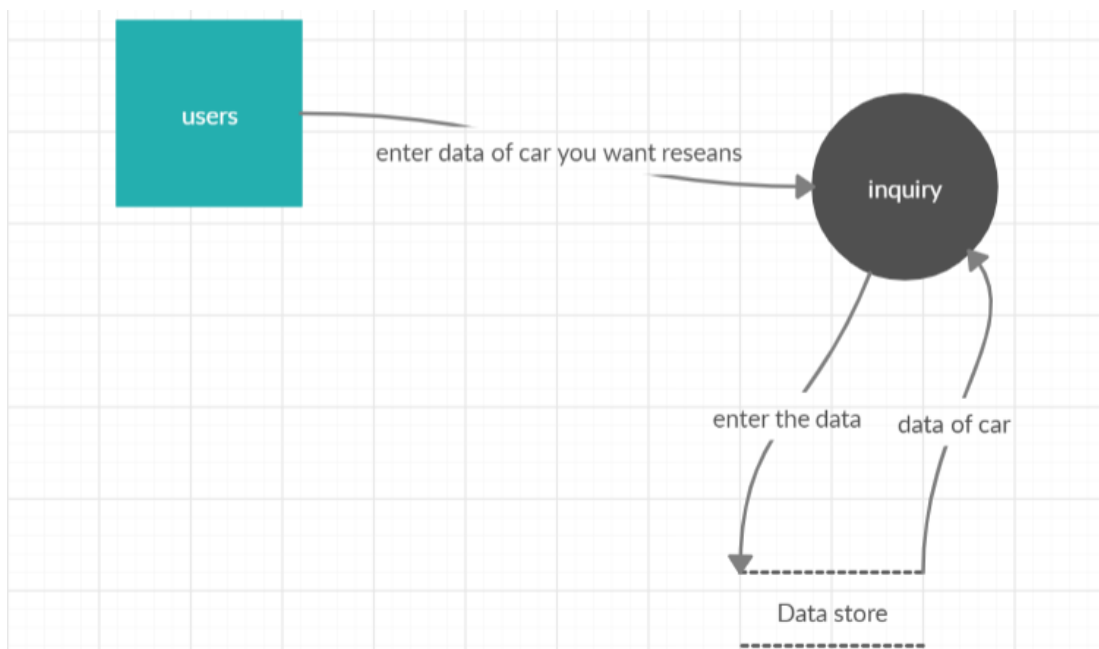 users
enter data of car you want reseans
inquiry
enter the data
data of car
Data store